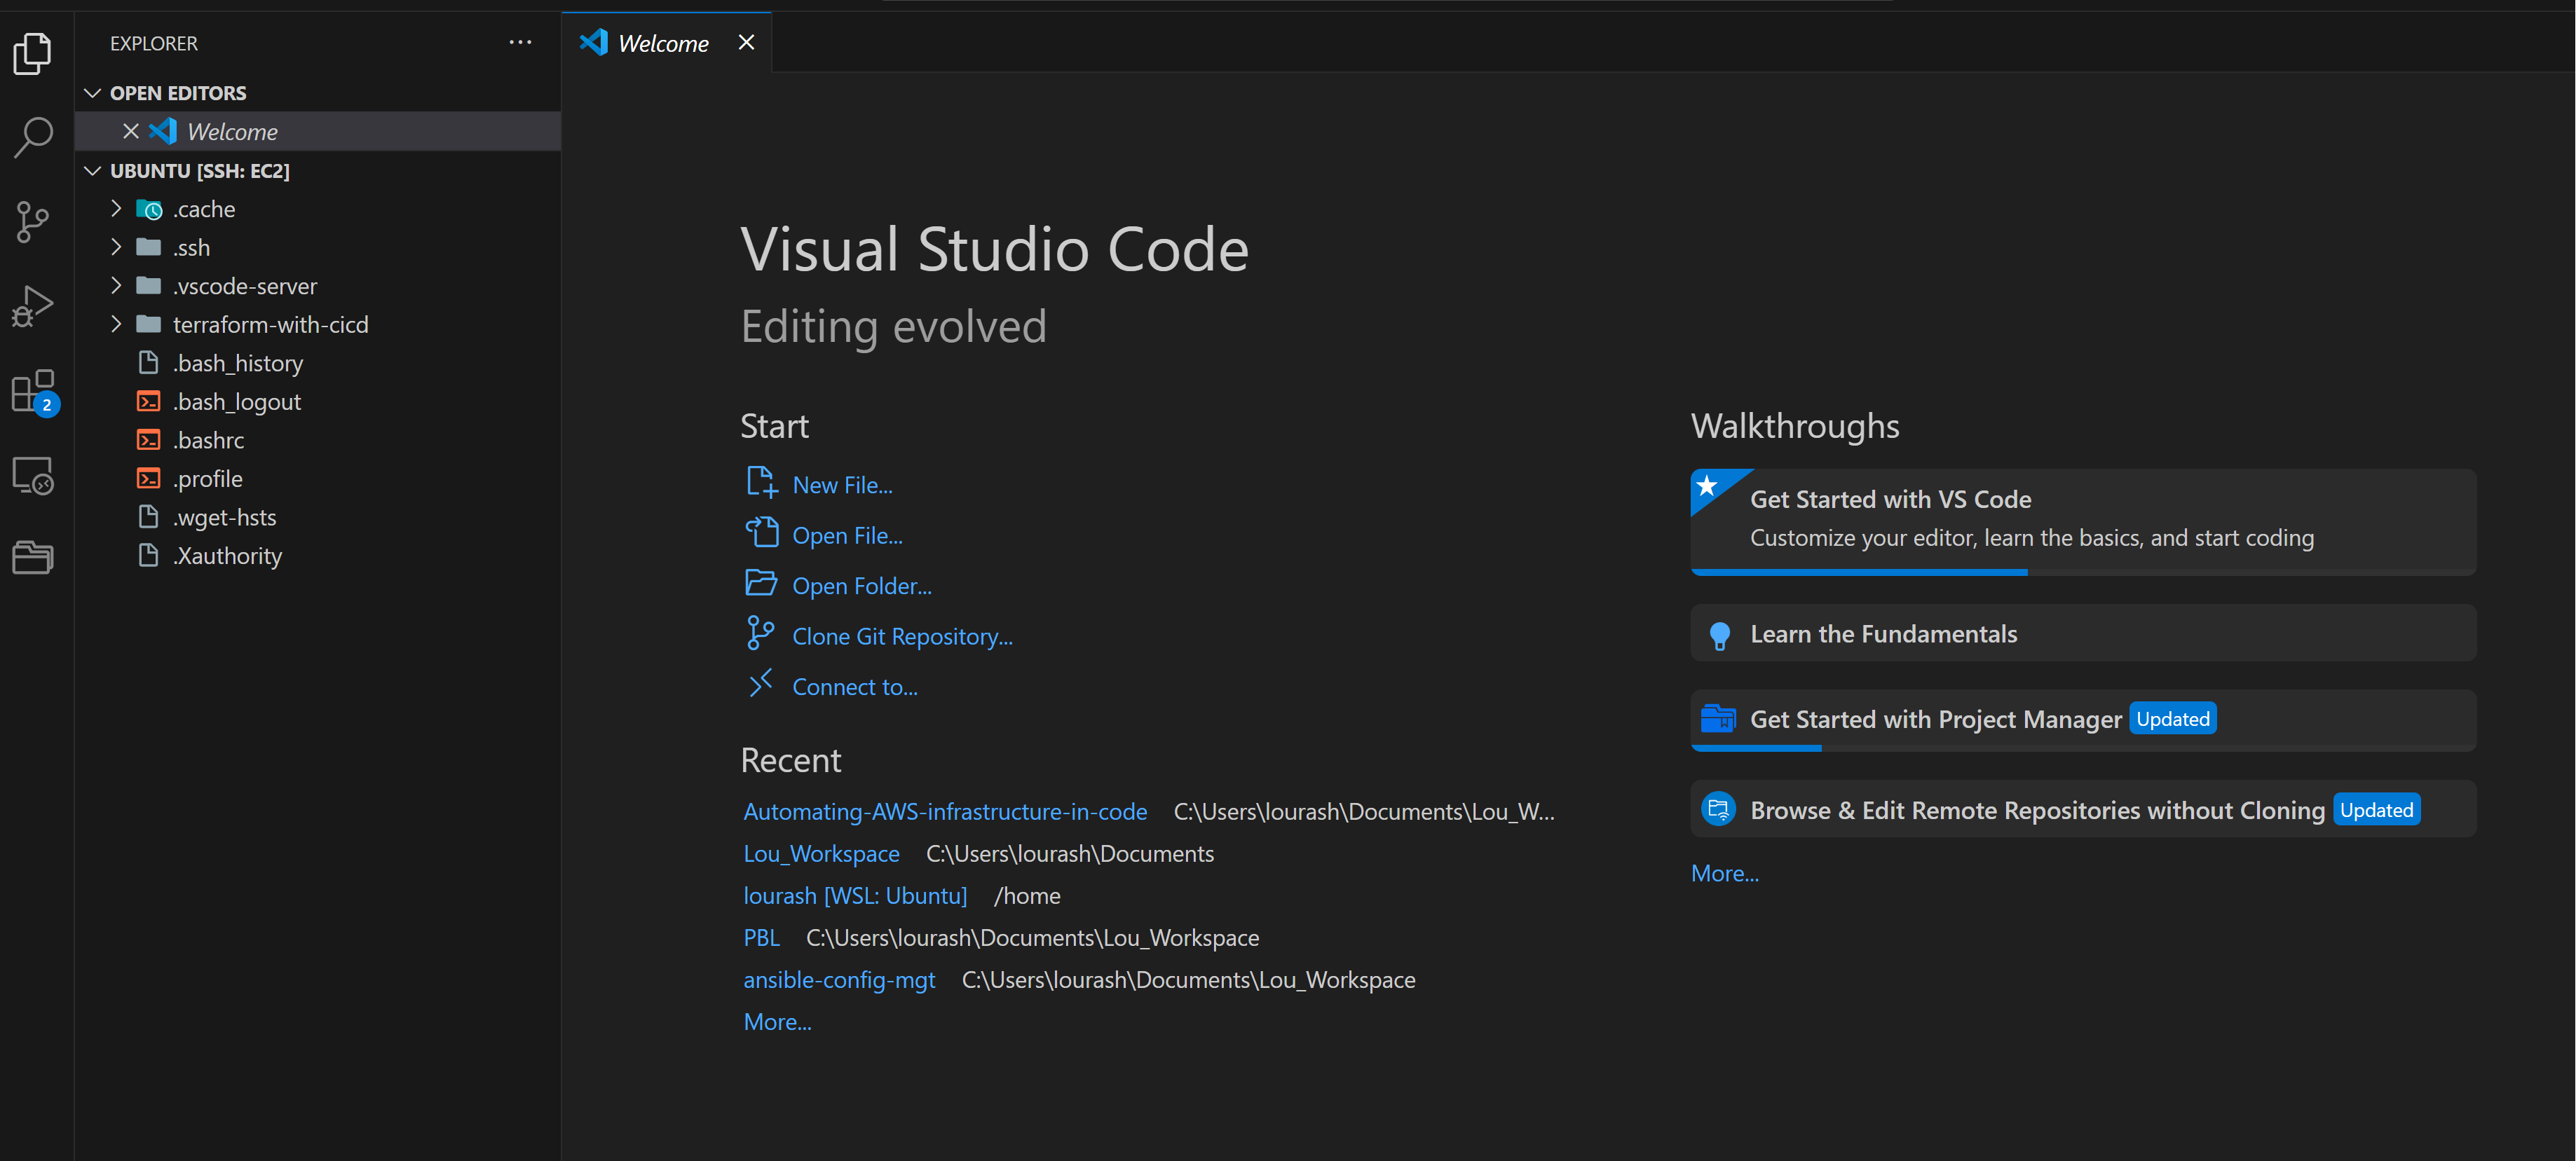 EXPLORER
OPEN EDITORS
Welcome
UBUNTU [SSH: EC2]
.cache
.ssh
.vscode-server
terraform-with-cicd
.bash_history
.bash_logout
.bashrc
.profile
.wget-hsts
.Xauthority
2
Welcome
Visual Studio Code
Editing evolved
Start
New File...
Open File...
Open Folder...
Clone Git Repository...
Connect to...
Recent
Automating-AWS-infrastructure-in-code C:\Users\lourash\Documents\Lou_W...
Lou_Workspace C:\Users\lourash\Documents
lourash [WSL: Ubuntu] /home
PBL C:\Users\lourash\Documents\Lou_Workspace
ansible-config-mgt C:\Users\lourash\Documents\Lou_Workspace
More...
Walkthroughs
Get Started with VS Code
Customize your editor, learn the basics, and start coding
Learn the Fundamentals
Get Started with Project Manager Updated
Browse & Edit Remote Repositories without Cloning Updated
More...